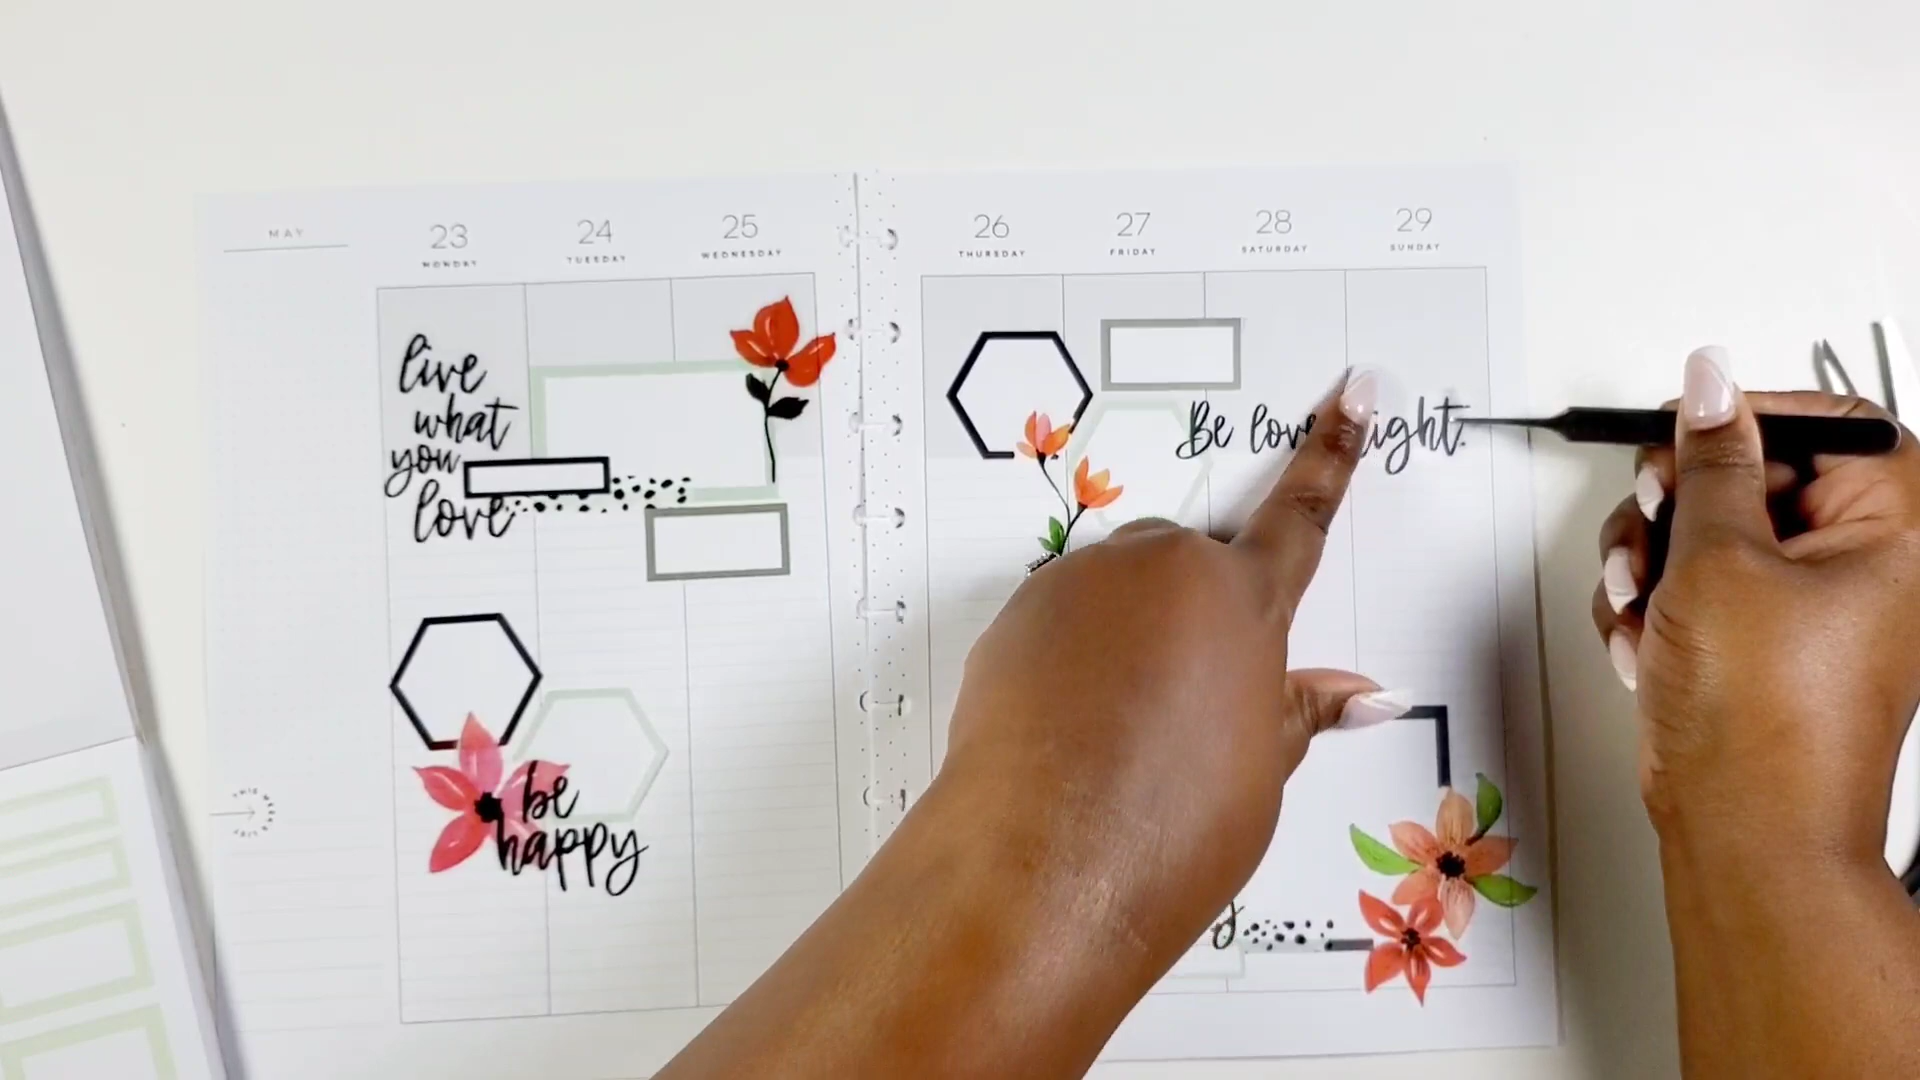 MAY
23 24 25 26 27 28 29
MONDAY TUESDAY WEDNESDAY THURSDAY FRIDAY SATURDAY SUNDAY
live
what
you
love
Be
be
happy